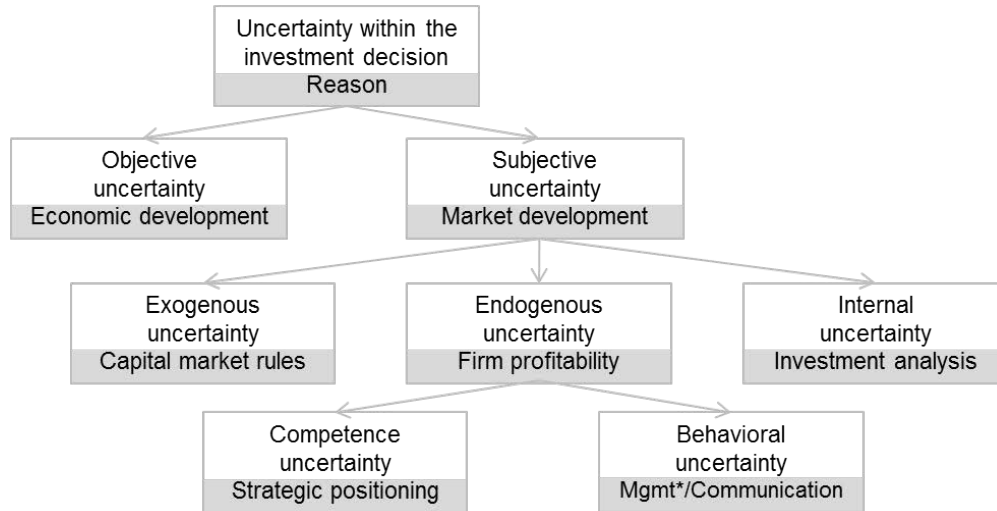 Uncertainty within the
investment decision
Reason
Objective
uncertainty
Economic development
Subjective
uncertainty
Market development
Exogenous
uncertainty
Capital market rules
Endogenous
uncertainty
Firm profitability
Internal
uncertainty
Investment analysis
Competence
uncertainty
Strategic positioning
Behavioral
uncertainty
Mgmt*/Communication